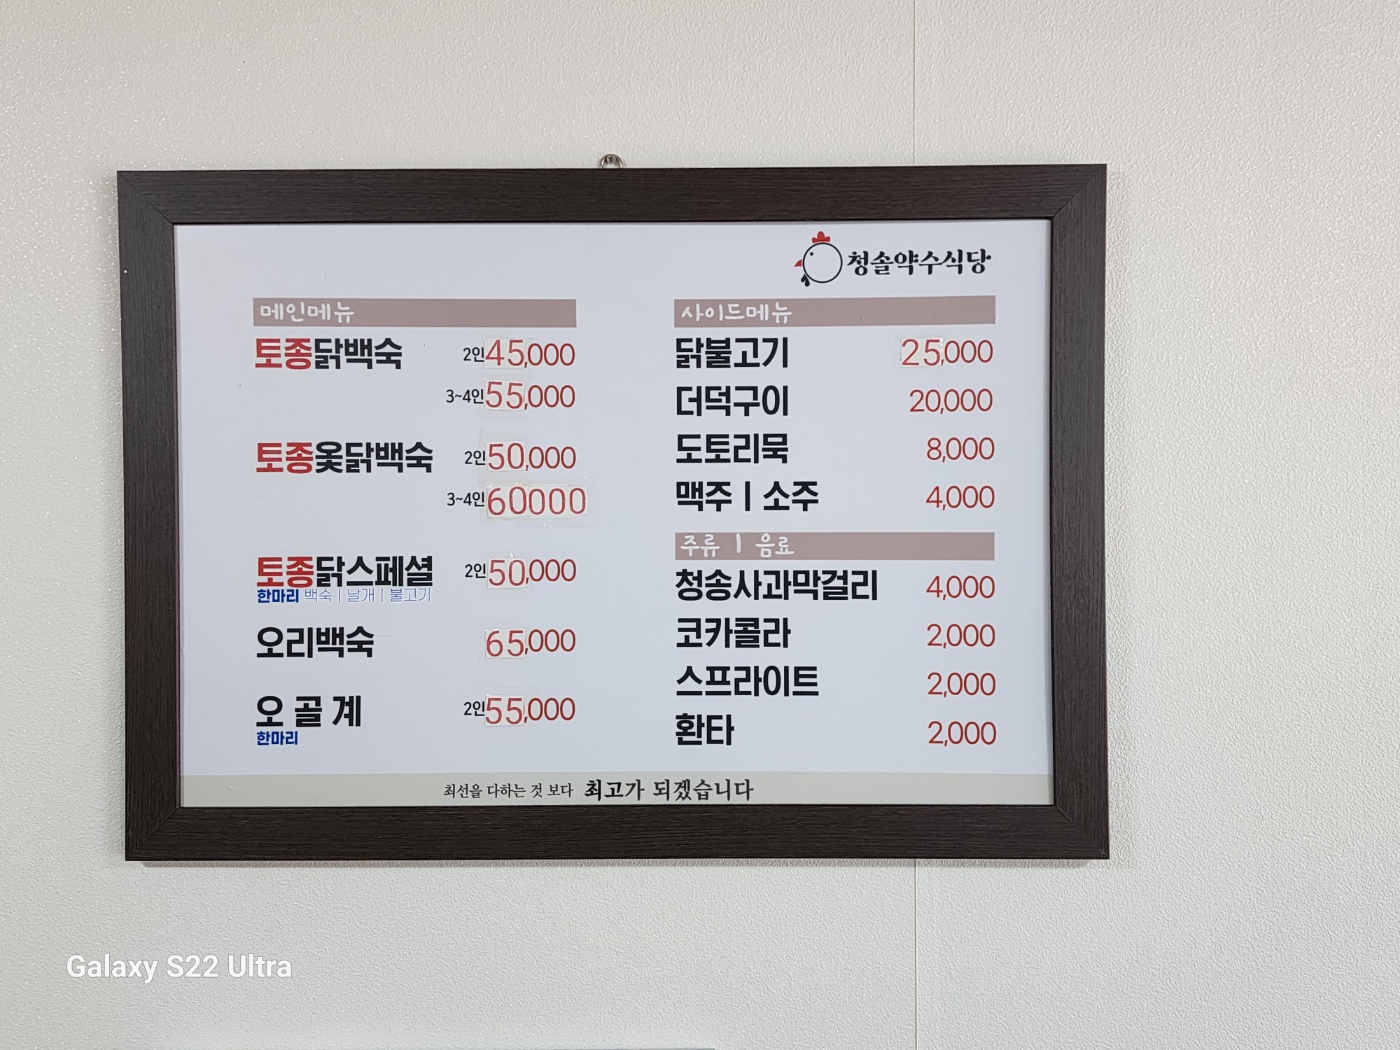 청솔약수식당
메인메뉴
토종닭백숙 2인 45,000
3~4인 55,000
토종옻닭백숙 2인 50,000
3~4인 60000
토종닭스페셜 2인 50,000
한마리 백숙 | 날개 | 불고기
오리백숙 65,000
오골계 2인 55,000
한마리
사이드메뉴
닭불고기 25,000
더덕구이 20,000
도토리묵 8,000
맥주 | 소주 4,000
주류 | 음료
청송사과막걸리 4,000
코카콜라 2,000
스프라이트 2,000
환타 2,000
최선을 다하는 것 보다 최고가 되겠습니다
Galaxy S22 Ultra